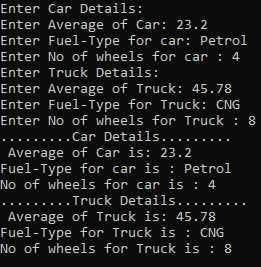 Enter Car Details:
Enter Average of Car: 23.2
Enter Fuel-Type for car: Petrol
Enter No of wheels for car : 4
Enter Truck Details:
Enter Average of Truck: 45.78
Enter Fuel-Type for Truck: CNG
Enter No of wheels for Truck : 8
.........Car Details.........
 Average of Car is: 23.2
Fuel-Type for car is : Petrol
No of wheels for car is : 4
.........Truck Details.........
 Average of Truck is: 45.78
Fuel-Type for Truck is : CNG
No of wheels for Truck is : 8